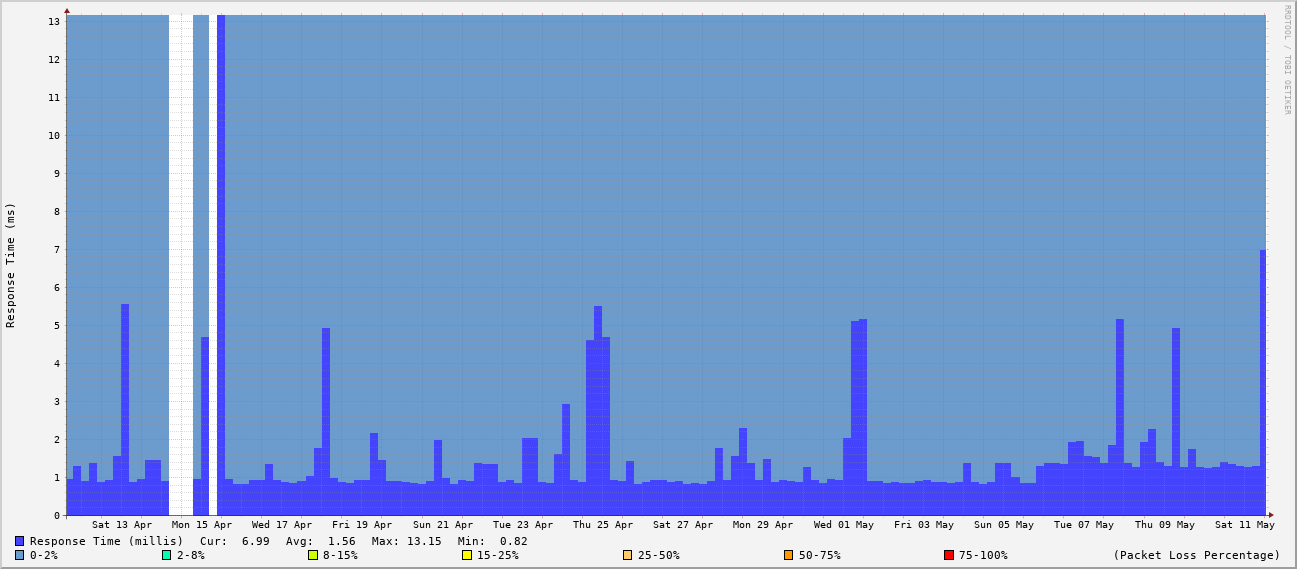 RRDTOOL / TOBI OETIKER
Response Time (ms)
13
12
11
10
9
8
7
6
5
4
3
2
1
0
Sat 13 Apr Mon 15 Apr Wed 17 Apr Fri 19 Apr Sun 21 Apr Tue 23 Apr Thu 25 Apr Sat 27 Apr Mon 29 Apr Wed 01 May Fri 03 May Sun 05 May Tue 07 May Thu 09 May Sat 11 May
Response Time (millis) Cur: 6.99 Avg: 1.56 Max: 13.15 Min: 0.82
0-2% 2-8% 8-15% 15-25% 25-50% 50-75% 75-100% (Packet Loss Percentage)